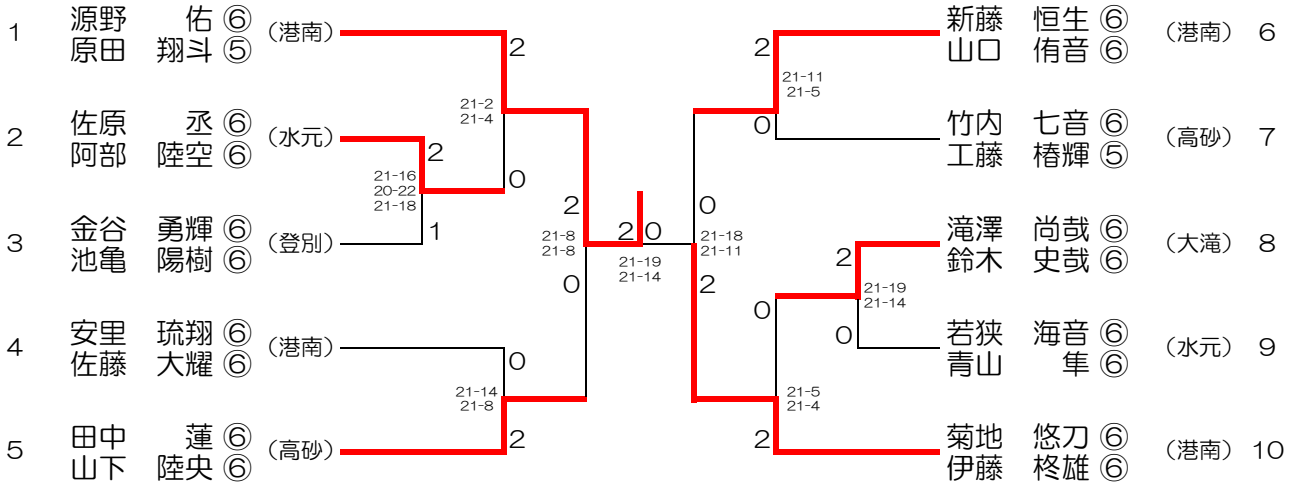 1
源野 佑 ⑥
原田 翔斗 ⑤
(港南)
2
佐原 丞 ⑥
阿部 陸空 ⑥
(水元)
3
金谷 勇輝 ⑥
池亀 陽樹 ⑥
(登別)
4
安里 琉翔 ⑥
佐藤 大耀 ⑥
(港南)
5
田中 蓮 ⑥
山下 陸央 ⑥
(高砂)
2
21-2
21-4
0
2
21-16
20-22
21-18
1
0
21-14
21-8
2
2
21-8
21-8
0
2 0
21-19
21-14
0
21-18
21-11
2
2
21-11
21-5
0
2
21-19
21-14
0
0
21-5
21-4
2
新藤 恒生 ⑥
山口 侑音 ⑥
(港南) 6
竹内 七音 ⑥
工藤 椿輝 ⑤
(高砂) 7
滝澤 尚哉 ⑥
鈴木 史哉 ⑥
(大滝) 8
若狭 海音 ⑥
青山 隼 ⑥
(水元) 9
菊地 悠刀 ⑥
伊藤 柊雄 ⑥
(港南) 10